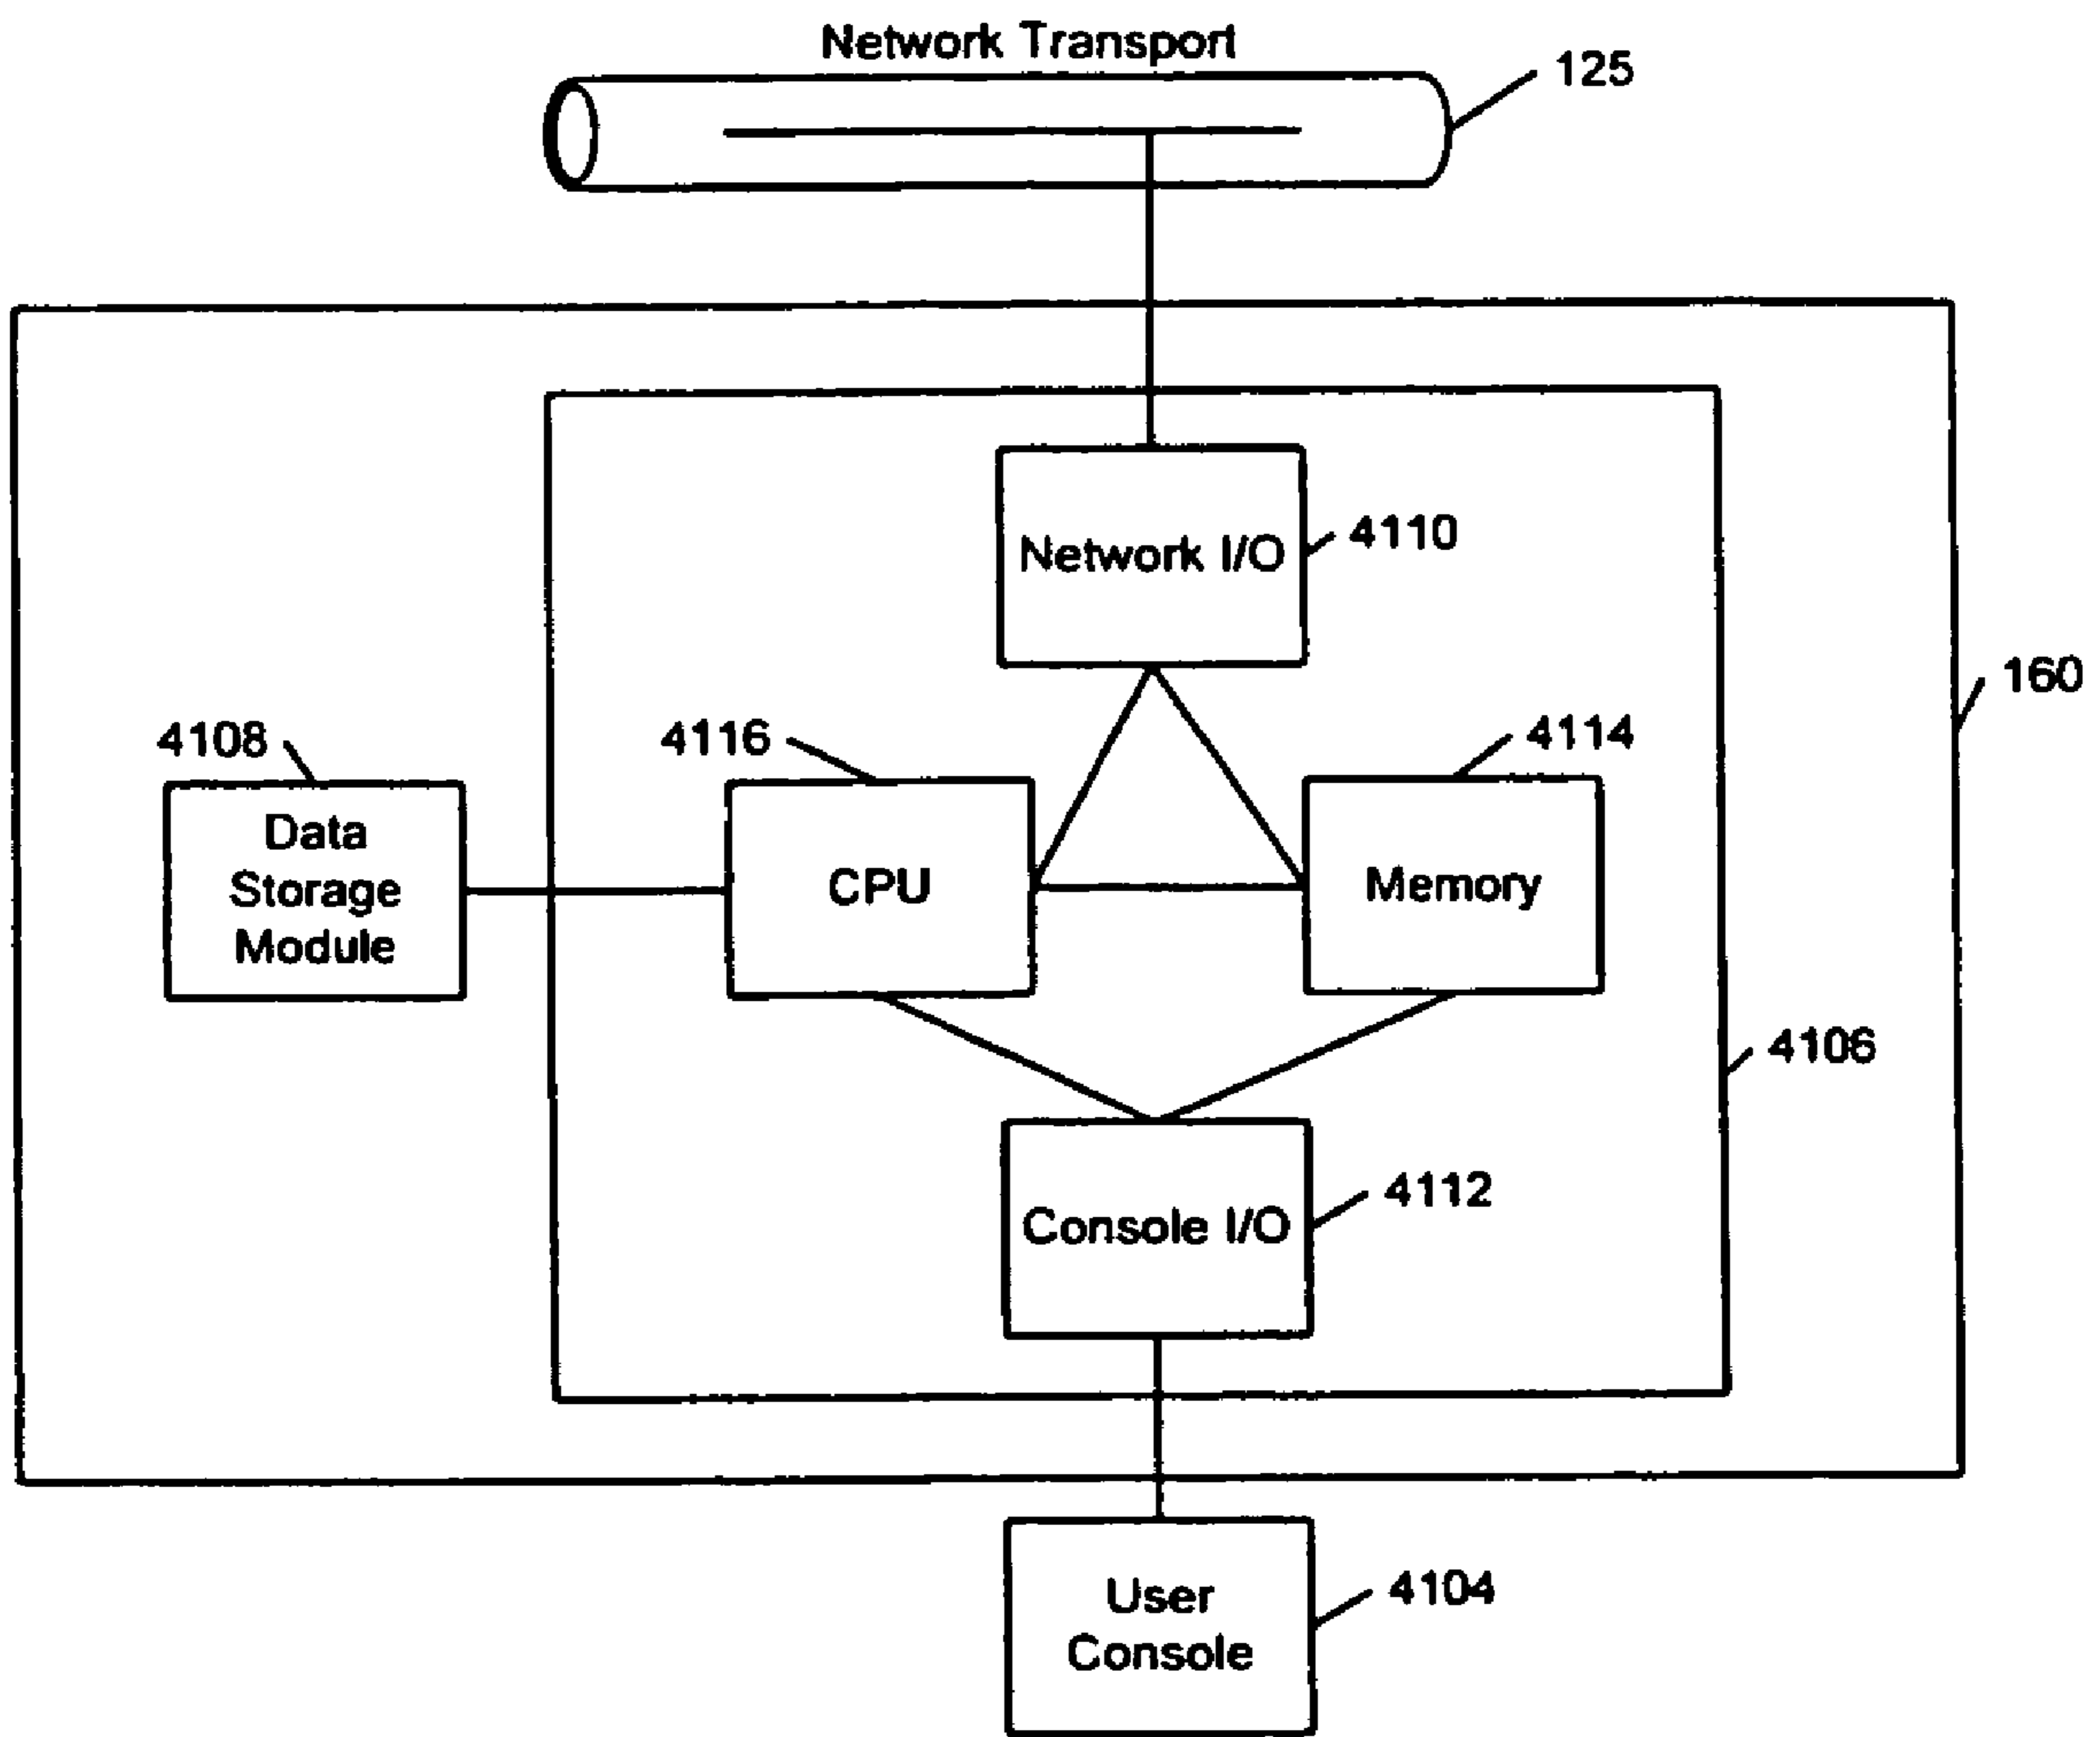 Network Transport
125
Network I/O
4110
160
4108
4116
4114
Data
Storage
Module
CPU
Memory
4106
Console I/O
4112
User
Console
4104